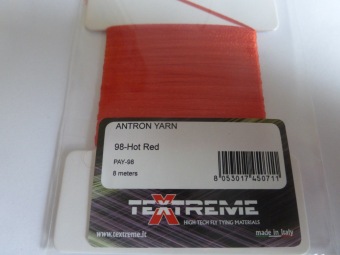 ANTRON YARN
98-Hot Red
PAY-98
8 meters
8 053017 450711
TEXTREME
HIGH-TECH FLY TYING MATERIALS
www.textreme.it
made in Italy